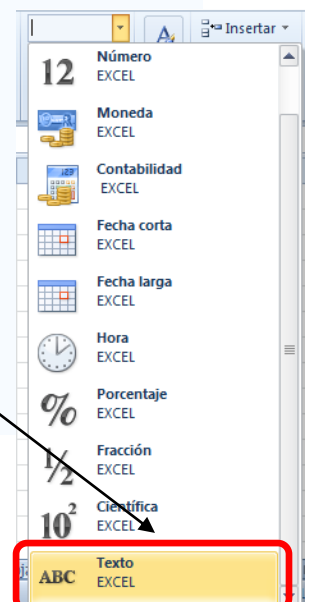 Insertar
12
Número
EXCEL
Moneda
EXCEL
Contabilidad
EXCEL
Fecha corta
EXCEL
Fecha larga
EXCEL
Hora
EXCEL
%
Porcentaje
EXCEL
1/2
Fracción
EXCEL
10²
Científica
EXCEL
ABC
Texto
EXCEL